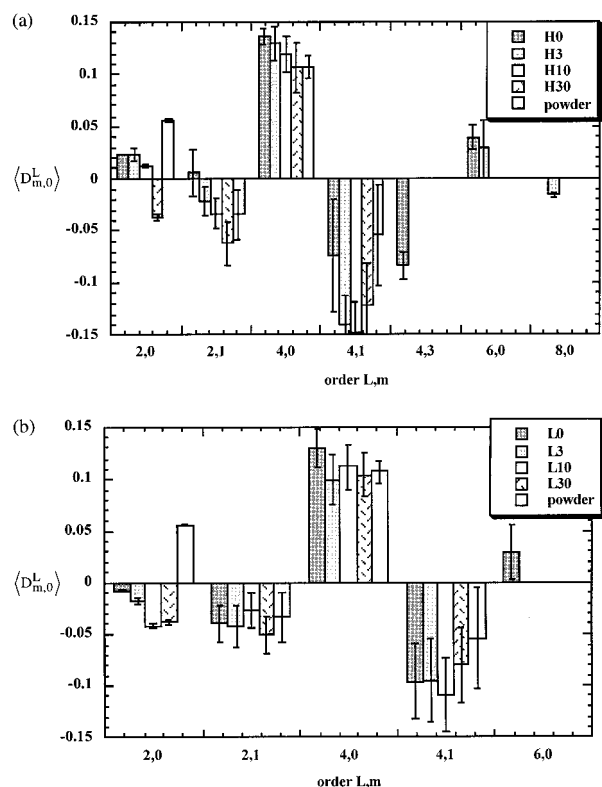 (a)
0.15
0.1
0.05
0
-0.05
-0.1
-0.15
⟨D^L_{m,0}⟩
H0
H3
H10
H30
powder
2,0 2,1 4,0 4,1 4,3 6,0 8,0
order L,m
(b)
0.15
0.1
0.05
0
-0.05
-0.1
-0.15
⟨D^L_{m,0}⟩
L0
L3
L10
L30
powder
2,0 2,1 4,0 4,1 6,0
order L,m